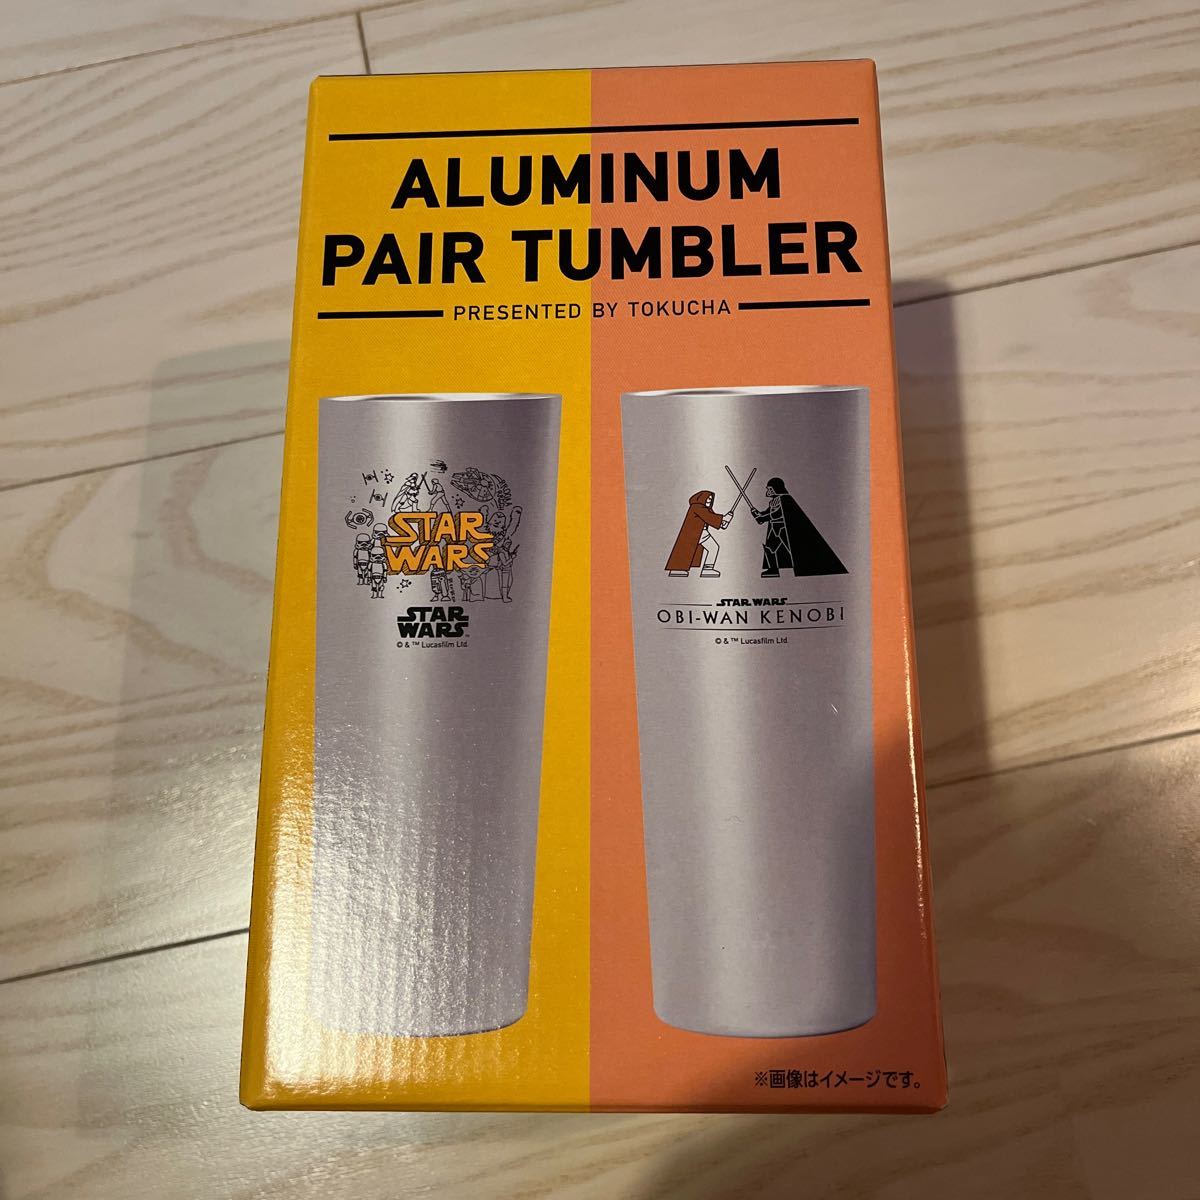 ALUMINUM
PAIR TUMBLER
PRESENTED BY TOKUCHA
STAR
WARS
STAR
WARS™
© & ™ Lucasfilm Ltd.
STAR WARS
OBI-WAN KENOBI
© & ™ Lucasfilm Ltd.
※画像はイメージです。